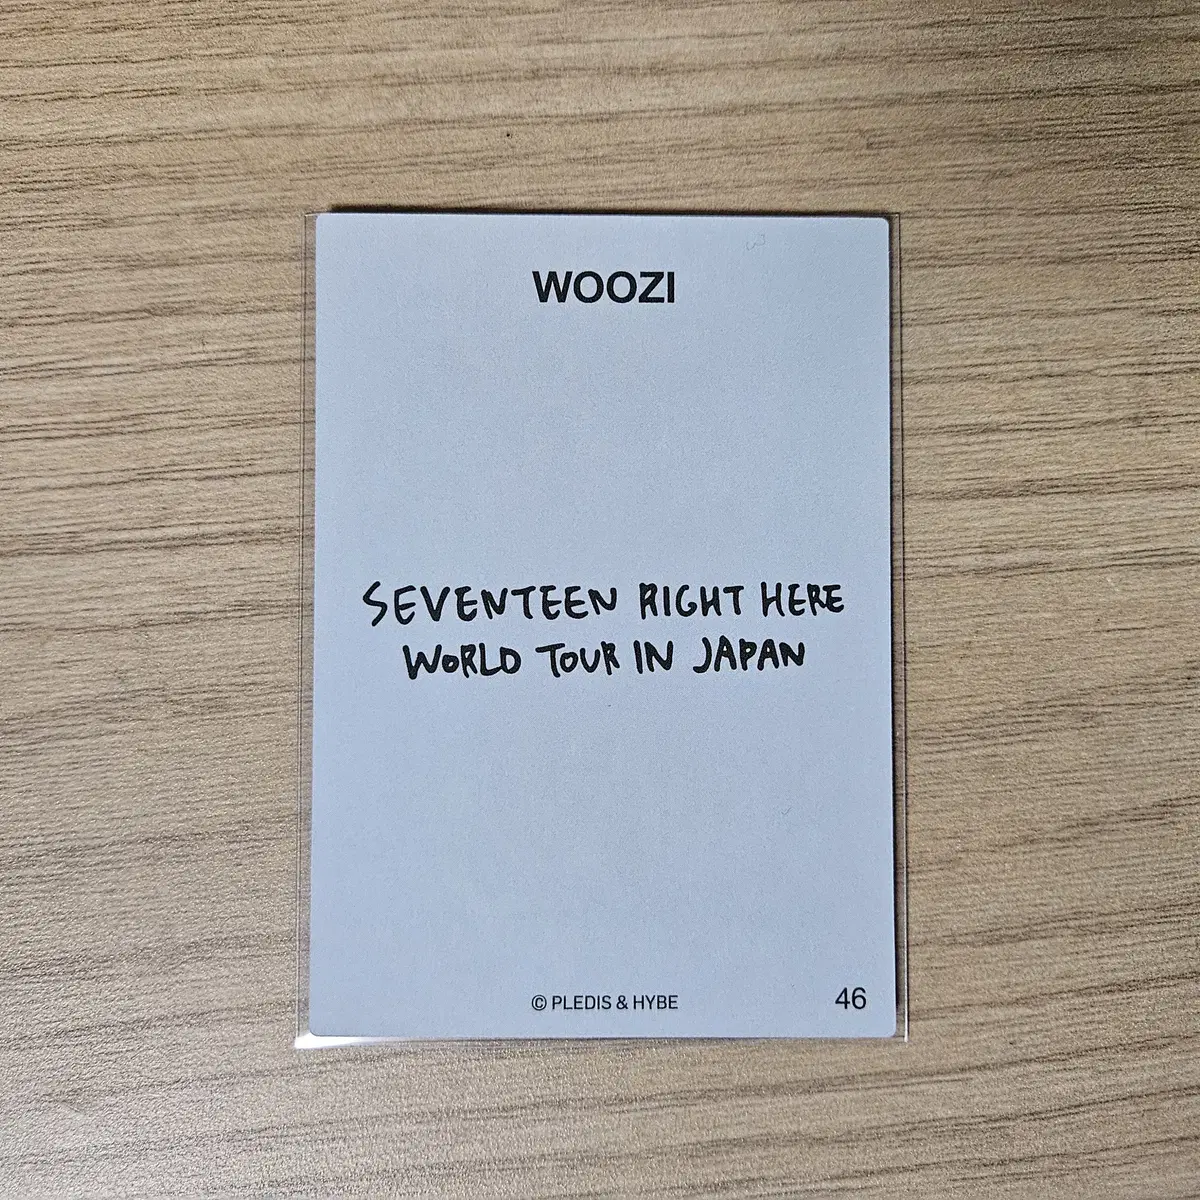 WOOZI
SEVENTEEN RIGHT HERE
WORLD TOUR IN JAPAN
© PLEDIS & HYBE
46